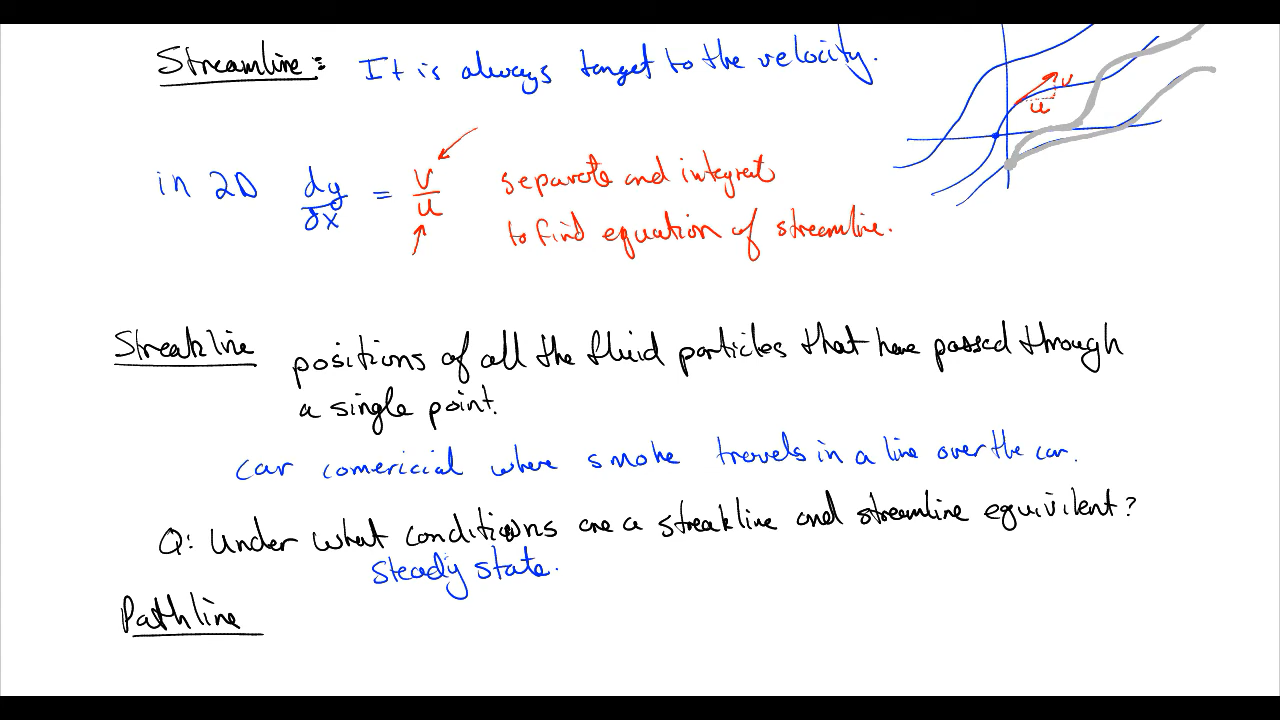 Streamline: It is always tanget to the velocity.
v
u
in 2D dy/dx = v/u separate and integrat
to find equation of streamline.
Streakline positions of all the fluid particles that have passed through
a single point.
car comericial where smoke travels in a line over the car.
Q: Under what conditions are a streakline and streamline equivilent?
steady state.
Pathline